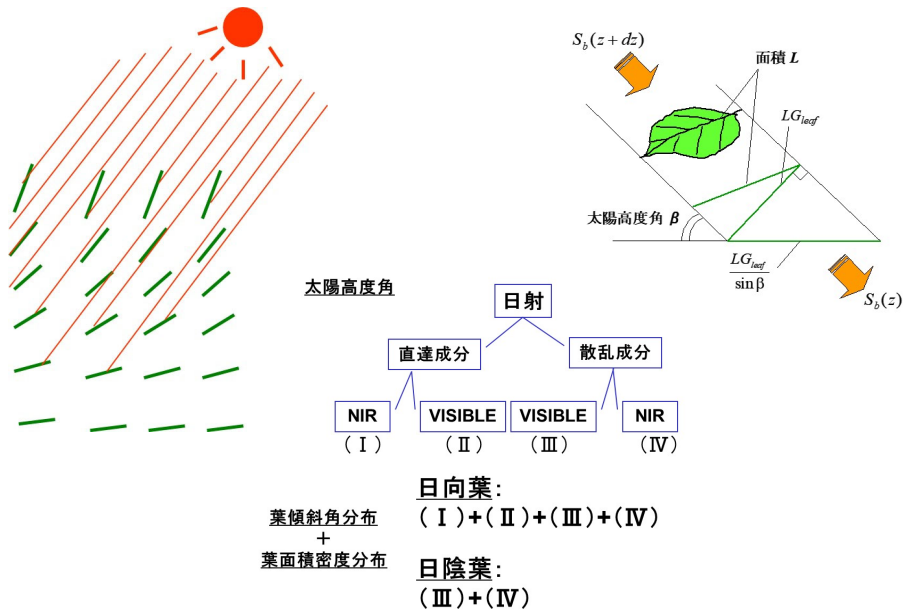 S_b(z+dz)
面積 L
LG_leaf
太陽高度角 β
LG_leaf
sinβ
S_b(z)
太陽高度角
日射
直達成分
散乱成分
NIR
VISIBLE
VISIBLE
NIR
(Ⅰ)
(Ⅱ)
(Ⅲ)
(Ⅳ)
日向葉:
(Ⅰ)+(Ⅱ)+(Ⅲ)+(Ⅳ)
葉傾斜角分布
+
葉面積密度分布
日陰葉:
(Ⅲ)+(Ⅳ)